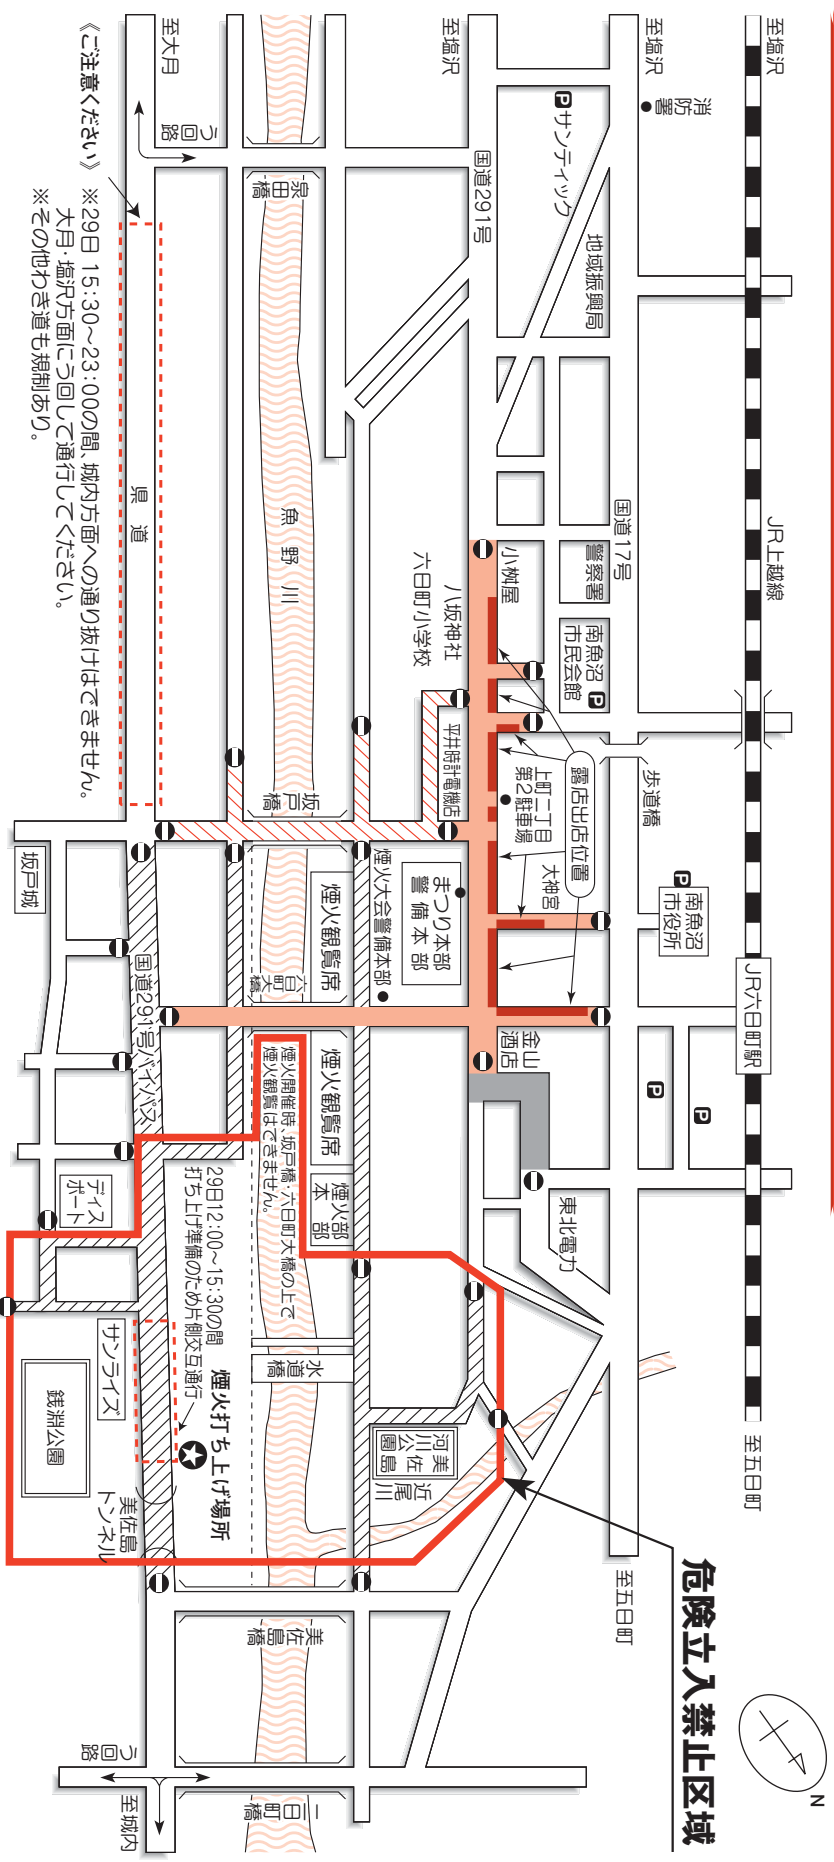 至塩沢
JR上越線
JR六日町駅
至五日町
N
至塩沢
消防署
国道17号
歩道橋
P
南魚沼
市役所
P
P
至五日町
危険立入禁止区域
P サンティック
地域振興局
警察署
南魚沼
市民会館
P
露店出店位置
上町二丁目
第2駐車場
大神宮
東北電力
至塩沢
国道291号
小桝屋
金山
酒店
八坂神社
六日町小学校
平井時計電機店
まつり本部
警備本部
煙火大会警備本部
美佐島
河川公園
近尾川
泉田橋
魚野川
坂戸橋
煙火観覧席
六日町大橋
煙火観覧席
煙火部
本部
煙火開催時、坂戸橋・六日町大橋の上で
煙火観覧はできません。
水道橋
美佐島橋
二日町橋
29日12:00~15:30の間
打ち上げ準備のため片側交互通行
煙火打ち上げ場所
至大月
う回路
県道
国道291号バイパス
美佐島
トンネル
う回路
至城内
坂戸城
ディス
ポート
サンライズ
銭淵公園
《ご注意ください》
※29日 15:30~23:00の間、城内方面への通り抜けはできません。
大月・塩沢方面にう回して通行してください。
※その他わき道も規制あり。